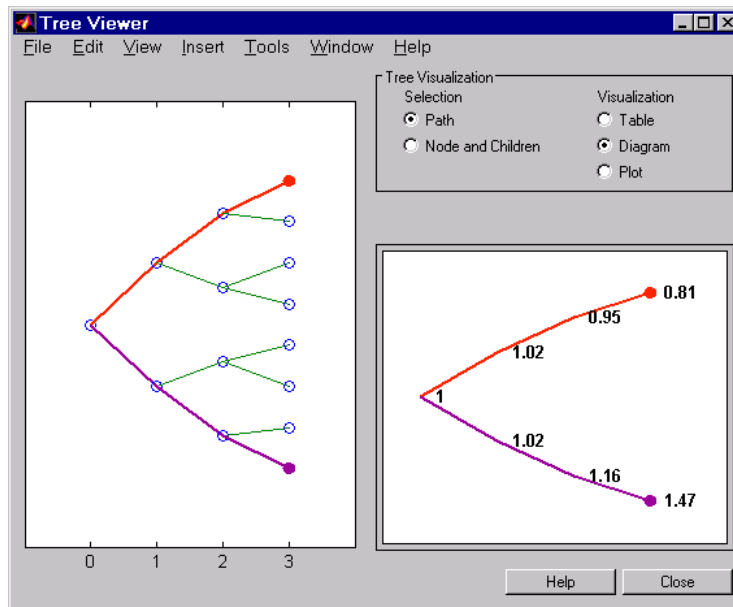 Tree Viewer
File Edit View Insert Tools Window Help
Tree Visualization
Selection Visualization
Path Table
Node and Children Diagram
Plot
0.81
0.95
1.02
1
1.02
1.16
1.47
0 1 2 3
Help Close